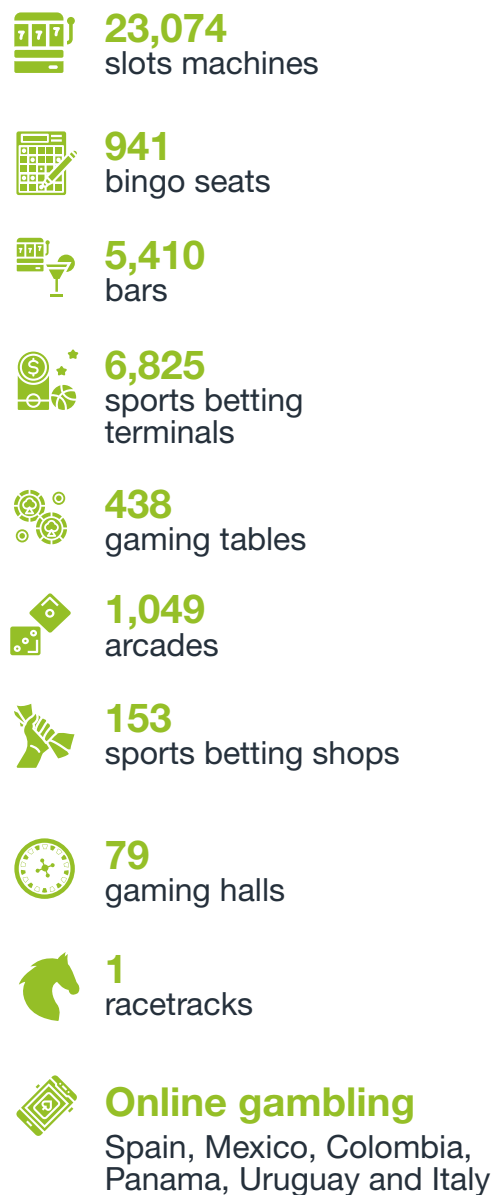 23,074
slots machines
941
bingo seats
5,410
bars
6,825
sports betting
terminals
438
gaming tables
1,049
arcades
153
sports betting shops
79
gaming halls
1
racetracks
Online gambling
Spain, Mexico, Colombia,
Panama, Uruguay and Italy